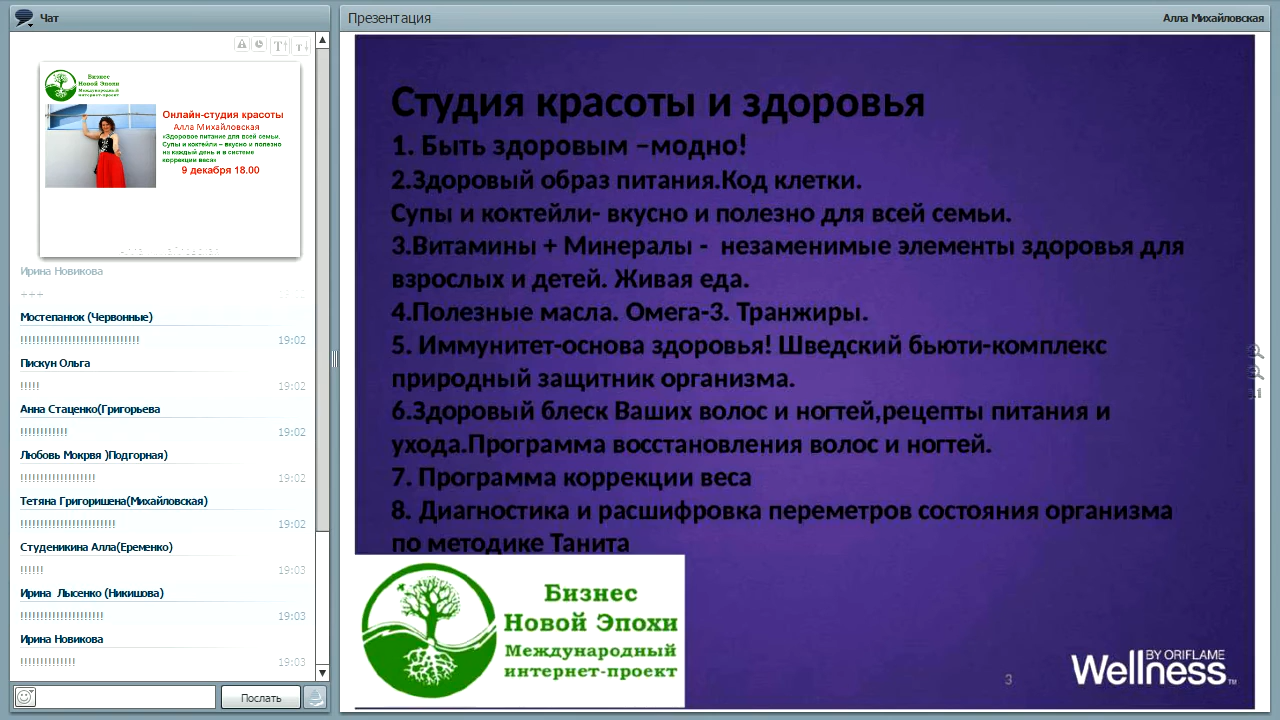 Чат
Бизнес
Новой Эпохи
Международный
интернет-проект
Онлайн-студия красоты
Алла Михайловская
«Здоровое питание для всей семьи.
Супы и коктейли – вкусно и полезно
на каждый день и в системе
коррекции веса»
9 декабря 18.00
Ирина Новикова
+++
Мостепанюк (Червонные)
!!!!!!!!!!!!!!!!!!!!!!!!!!!!!! 19:02
Пискун Ольга
!!!!! 19:02
Анна Стаценко(Григорьева
!!!!!!!!!!!! 19:02
Любовь Мокрвя )Подгорная)
!!!!!!!!!!!!!!!!!!! 19:02
Тетяна Григоришена(Михайловская)
!!!!!!!!!!!!!!!!!!!!!!!! 19:02
Студеникина Алла(Еременко)
!!!!!! 19:03
Ирина Лысенко (Никишова)
!!!!!!!!!!!!!!!!!!!!! 19:03
Ирина Новикова
!!!!!!!!!!!!!! 19:03
Послать
Презентация
Алла Михайловская
Студия красоты и здоровья
1. Быть здоровым –модно!
2.Здоровый образ питания.Код клетки.
Супы и коктейли- вкусно и полезно для всей семьи.
3.Витамины + Минералы - незаменимые элементы здоровья для
взрослых и детей. Живая еда.
4.Полезные масла. Омега-3. Транжиры.
5. Иммунитет-основа здоровья! Шведский бьюти-комплекс
природный защитник организма.
6.Здоровый блеск Ваших волос и ногтей,рецепты питания и
ухода.Программа восстановления волос и ногтей.
7. Программа коррекции веса
8. Диагностика и расшифровка переметров состояния организма
по методике Танита
Бизнес
Новой Эпохи
Международный
интернет-проект
3
BY ORIFLAME
Wellness™